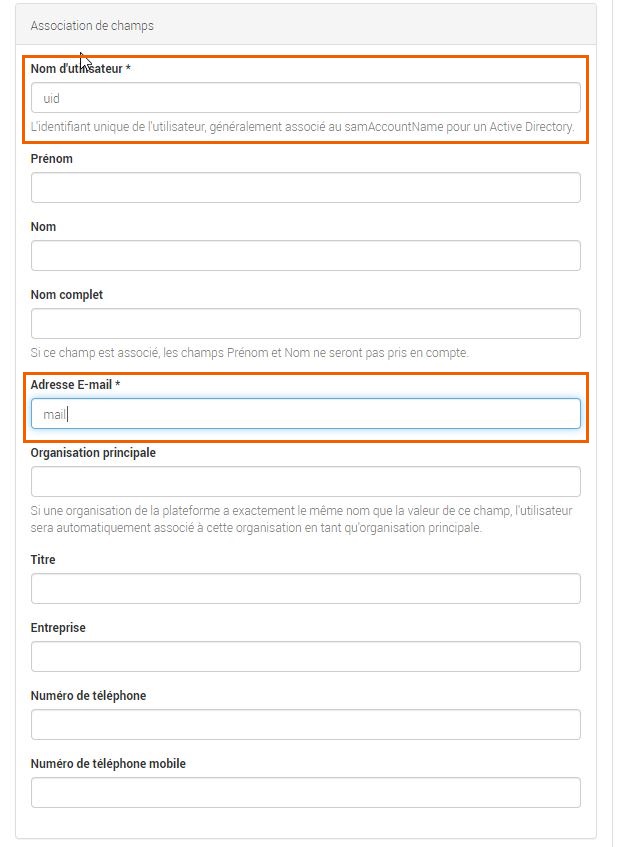 Association de champs
Nom d'utilisateur *
uid
L'identifiant unique de l'utilisateur, généralement associé au samAccountName pour un Active Directory.
Prénom
Nom
Nom complet
Si ce champ est associé, les champs Prénom et Nom ne seront pas pris en compte.
Adresse E-mail *
mail
Organisation principale
Si une organisation de la plateforme a exactement le même nom que la valeur de ce champ, l'utilisateur
sera automatiquement associé à cette organisation en tant qu'organisation principale.
Titre
Entreprise
Numéro de téléphone
Numéro de téléphone mobile